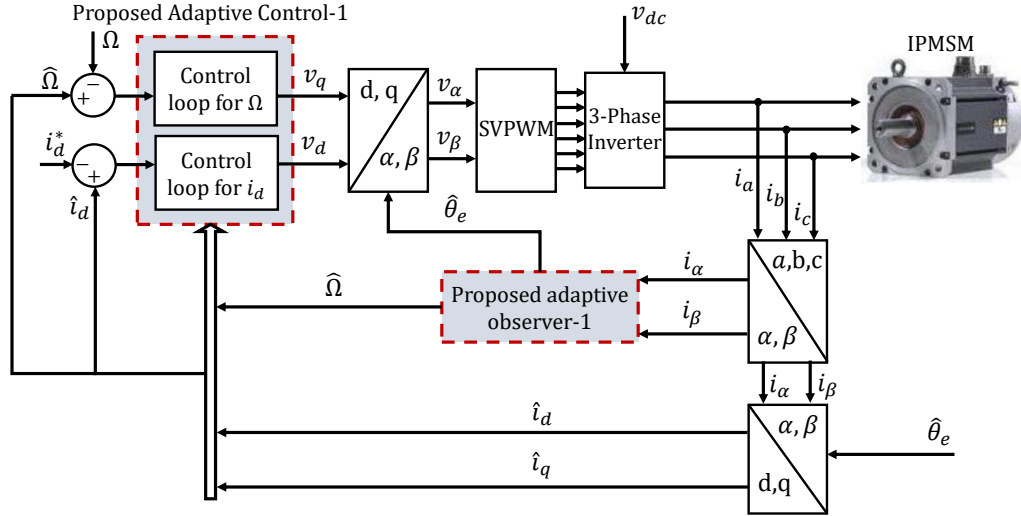 Proposed Adaptive Control-1
Ω
Ω̂
−
+
Control
loop for Ω
v_q
d, q
α, β
v_α
v_β
SVPWM
v_dc
3-Phase
Inverter
IPMSM
i_d^*
−
+
î_d
Control
loop for i_d
v_d
θ̂_e
i_a
i_b
i_c
a,b,c
α, β
i_α
i_β
Proposed adaptive
observer-1
Ω̂
i_α
i_β
α, β
d,q
θ̂_e
î_d
î_q